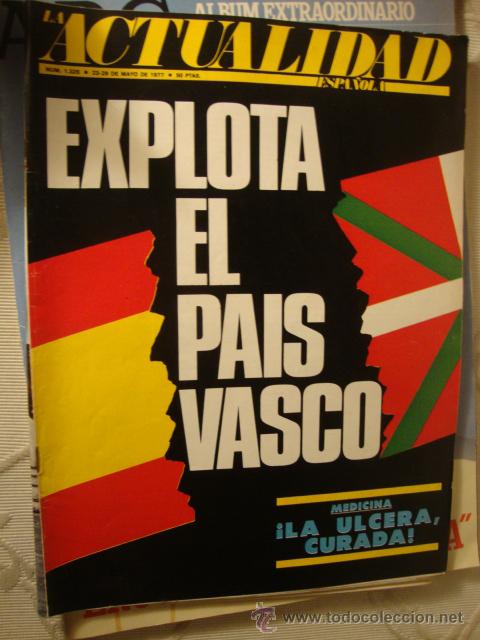 ALBUM EXTRAORDINARIO
LA ACTUALIDAD
ESPAÑOLA
NUM. 1.325 ★ 23-29 DE MAYO DE 1977 ★ 50 PTAS.
EXPLOTA
EL
PAIS
VASCO
MEDICINA
¡LA ULCERA,
CURADA!
www.todocoleccion.net